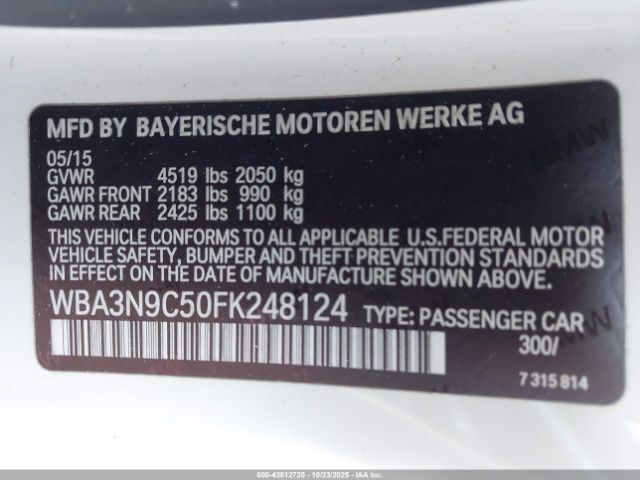 MFD BY BAYERISCHE MOTOREN WERKE AG
05/15
GVWR 4519 lbs 2050 kg
GAWR FRONT 2183 lbs 990 kg
GAWR REAR 2425 lbs 1100 kg
THIS VEHICLE CONFORMS TO ALL APPLICABLE U.S.FEDERAL MOTOR
VEHICLE SAFETY, BUMPER AND THEFT PREVENTION STANDARDS
IN EFFECT ON THE DATE OF MANUFACTURE SHOWN ABOVE.
WBA3N9C50FK248124 TYPE: PASSENGER CAR
300/
7 315 814
000-43512720 | 10/23/2025 - Copyright © IAA